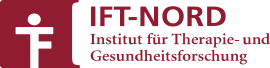 IFT-NORD
Institut für Therapie- und
Gesundheitsforschung